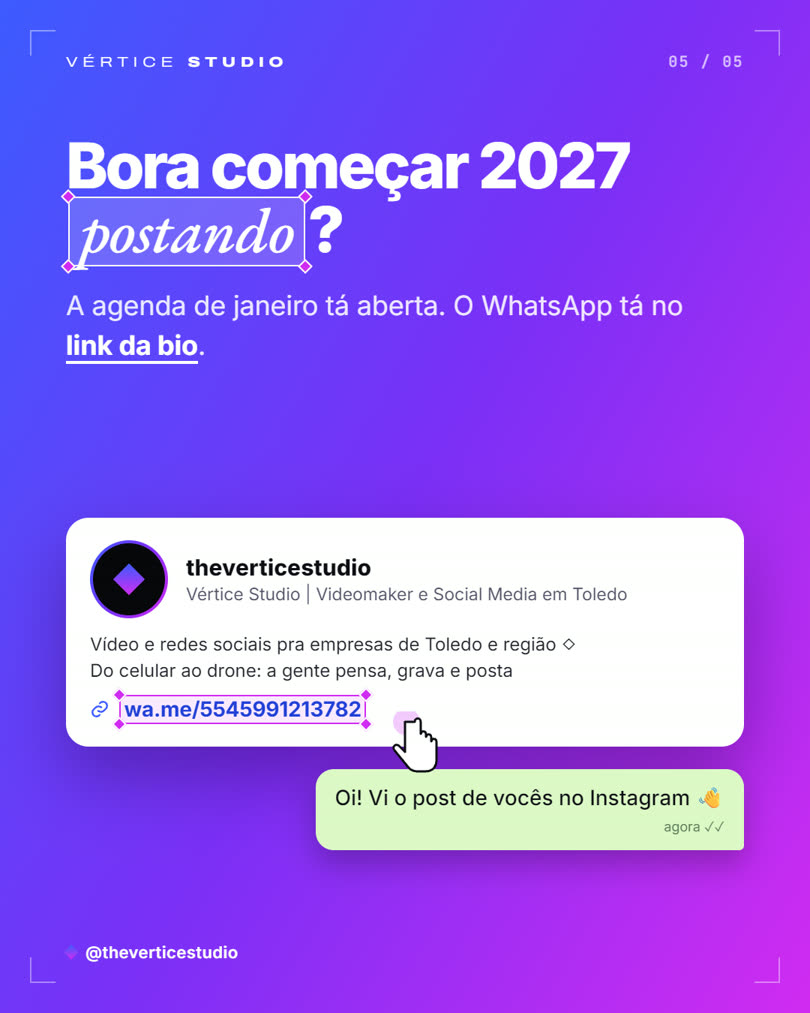 VÉRTICE STUDIO
05 / 05
Bora começar 2027
postando?
A agenda de janeiro tá aberta. O WhatsApp tá no
link da bio.
theverticestudio
Vértice Studio | Videomaker e Social Media em Toledo
Vídeo e redes sociais pra empresas de Toledo e região ◇
Do celular ao drone: a gente pensa, grava e posta
wa.me/5545991213782
Oi! Vi o post de vocês no Instagram 👋
agora ✓✓
@theverticestudio